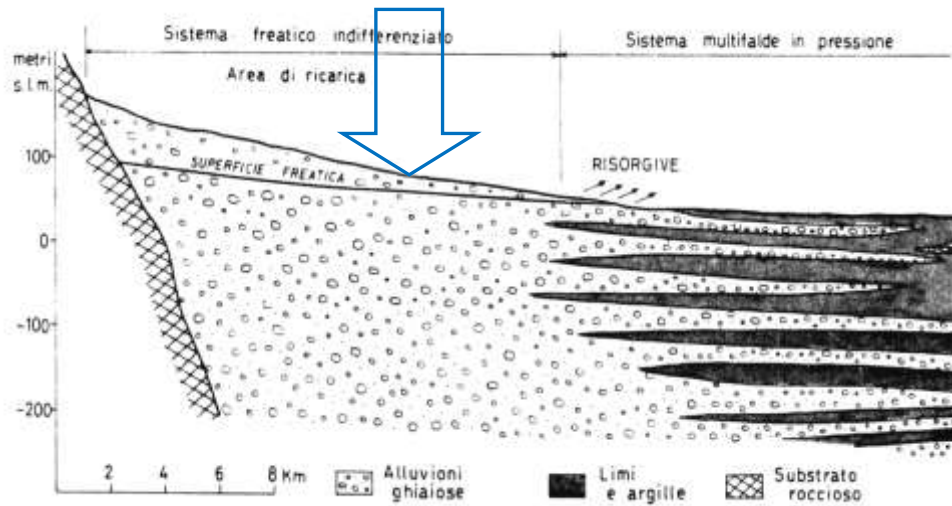 Sistema freatico indifferenziato
Sistema multifalde in pressione
metri
s.l.m.
Area di ricarica
100
SUPERFICIE FREATICA
RISORGIVE
0
-100
-200
2 4 6 8 Km
Alluvioni
ghiaiose
Limi
e argille
Substrato
roccioso